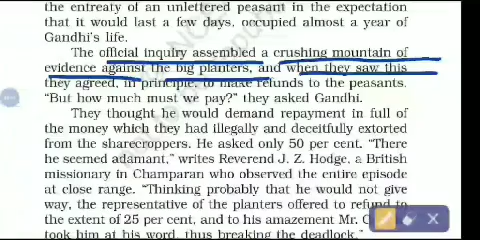 the entreaty of an unlettered peasant in the expectation
that it would last a few days, occupied almost a year of
Gandhi's life.
The official inquiry assembled a crushing mountain of
evidence against the big planters, and when they saw this
they agreed, in principle to make refunds to the peasants.
"But how much must we pay?" they asked Gandhi.
They thought he would demand repayment in full of
the money which they had illegally and deceitfully extorted
from the sharecroppers. He asked only 50 per cent. "There
he seemed adamant," writes Reverend J. Z. Hodge, a British
missionary in Champaran who observed the entire episode
at close range. "Thinking probably that he would not give
way, the representative of the planters offered to refund to
the extent of 25 per cent, and to his amazement Mr.
took him at his word, thus breaking the deadlock."